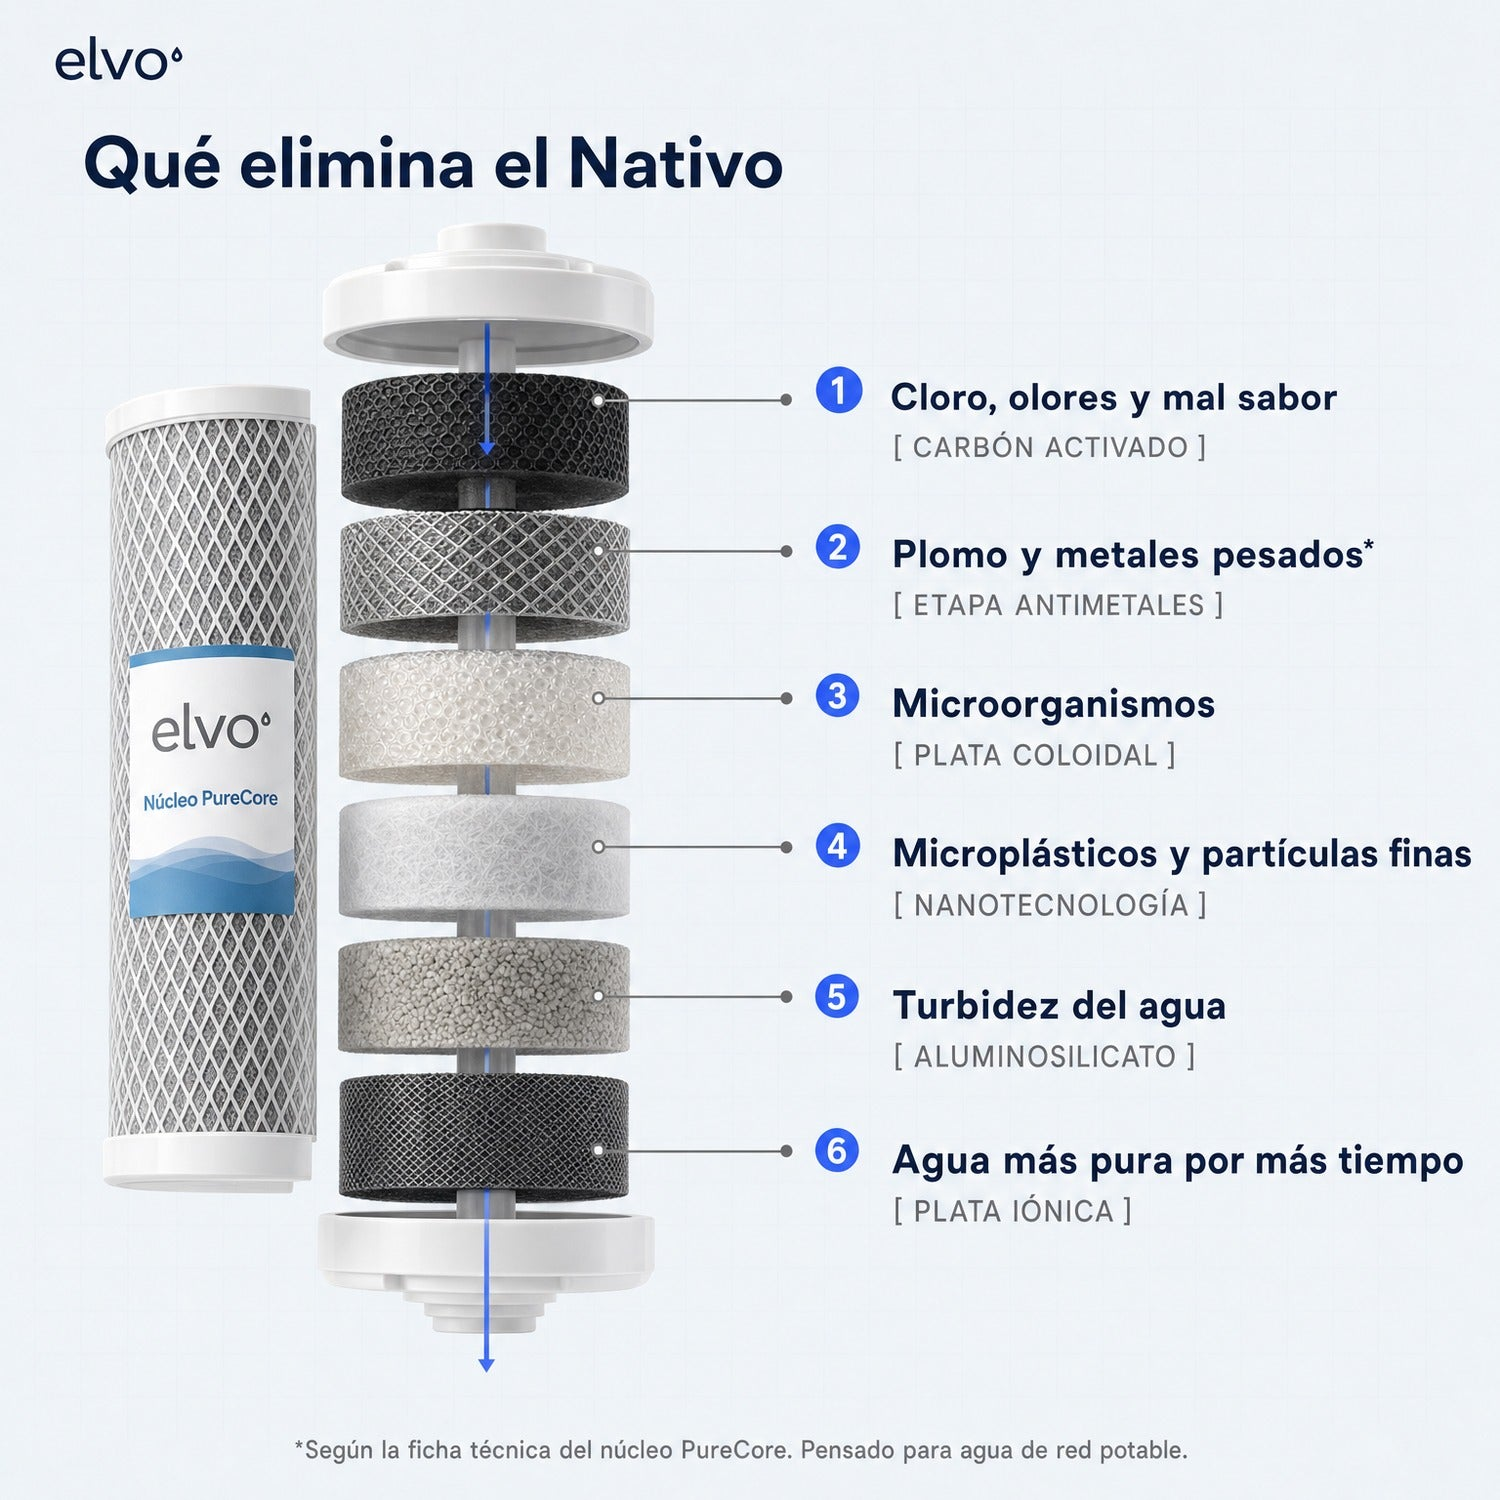 elvo
Qué elimina el Nativo
1 Cloro, olores y mal sabor
[ CARBÓN ACTIVADO ]
2 Plomo y metales pesados*
[ ETAPA ANTIMETALES ]
3 Microorganismos
[ PLATA COLOIDAL ]
4 Microplásticos y partículas finas
[ NANOTECNOLOGÍA ]
5 Turbidez del agua
[ ALUMINOSILICATO ]
6 Agua más pura por más tiempo
[ PLATA IÓNICA ]
elvo
Núcleo PureCore
*Según la ficha técnica del núcleo PureCore. Pensado para agua de red potable.